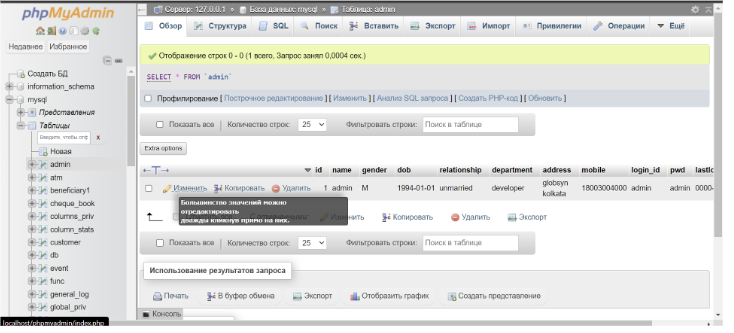 phpMyAdmin
Недавнее Избранное
Создать БД
information_schema
mysql
Представления
Таблицы
X
Новая
admin
atm
beneficiary1
cheque_book
columns_priv
columns_stats
customer
db
event
func
general_log
global_priv
localhost/phpmyadmin/index.php
Сервер: 127.0.0.1 » База данных: mysql » Таблица: admin
Обзор Структура SQL Поиск Вставить Экспорт Импорт Привилегии Операции Ещё
Отображение строк 0 - 0 (1 всего, Запрос занял 0,0004 сек.)
SELECT * FROM `admin`
Профилирование [ Построчное редактирование ] [ Изменить ] [ Анализ SQL запроса ] [ Создать PHP-код ] [ Обновить ]
Показать все Количество строк: 25 Фильтровать строки: Поиск в таблице
Extra options
←T→ id name gender dob relationship department address mobile login_id pwd lastlo
Изменить Копировать Удалить 1 admin M 1994-01-01 unmarried developer globsyn kolkata 18003004000 admin admin 0000-
Большинство значений можно
отредактировать
дважды кликнув прямо на них.
Изменить Копировать Удалить Экспорт
Показать все Количество строк: 25 Фильтровать строки: Поиск в таблице
Использование результатов запроса
Печать В буфер обмена Экспорт Отобразить график Создать представление
Консоль